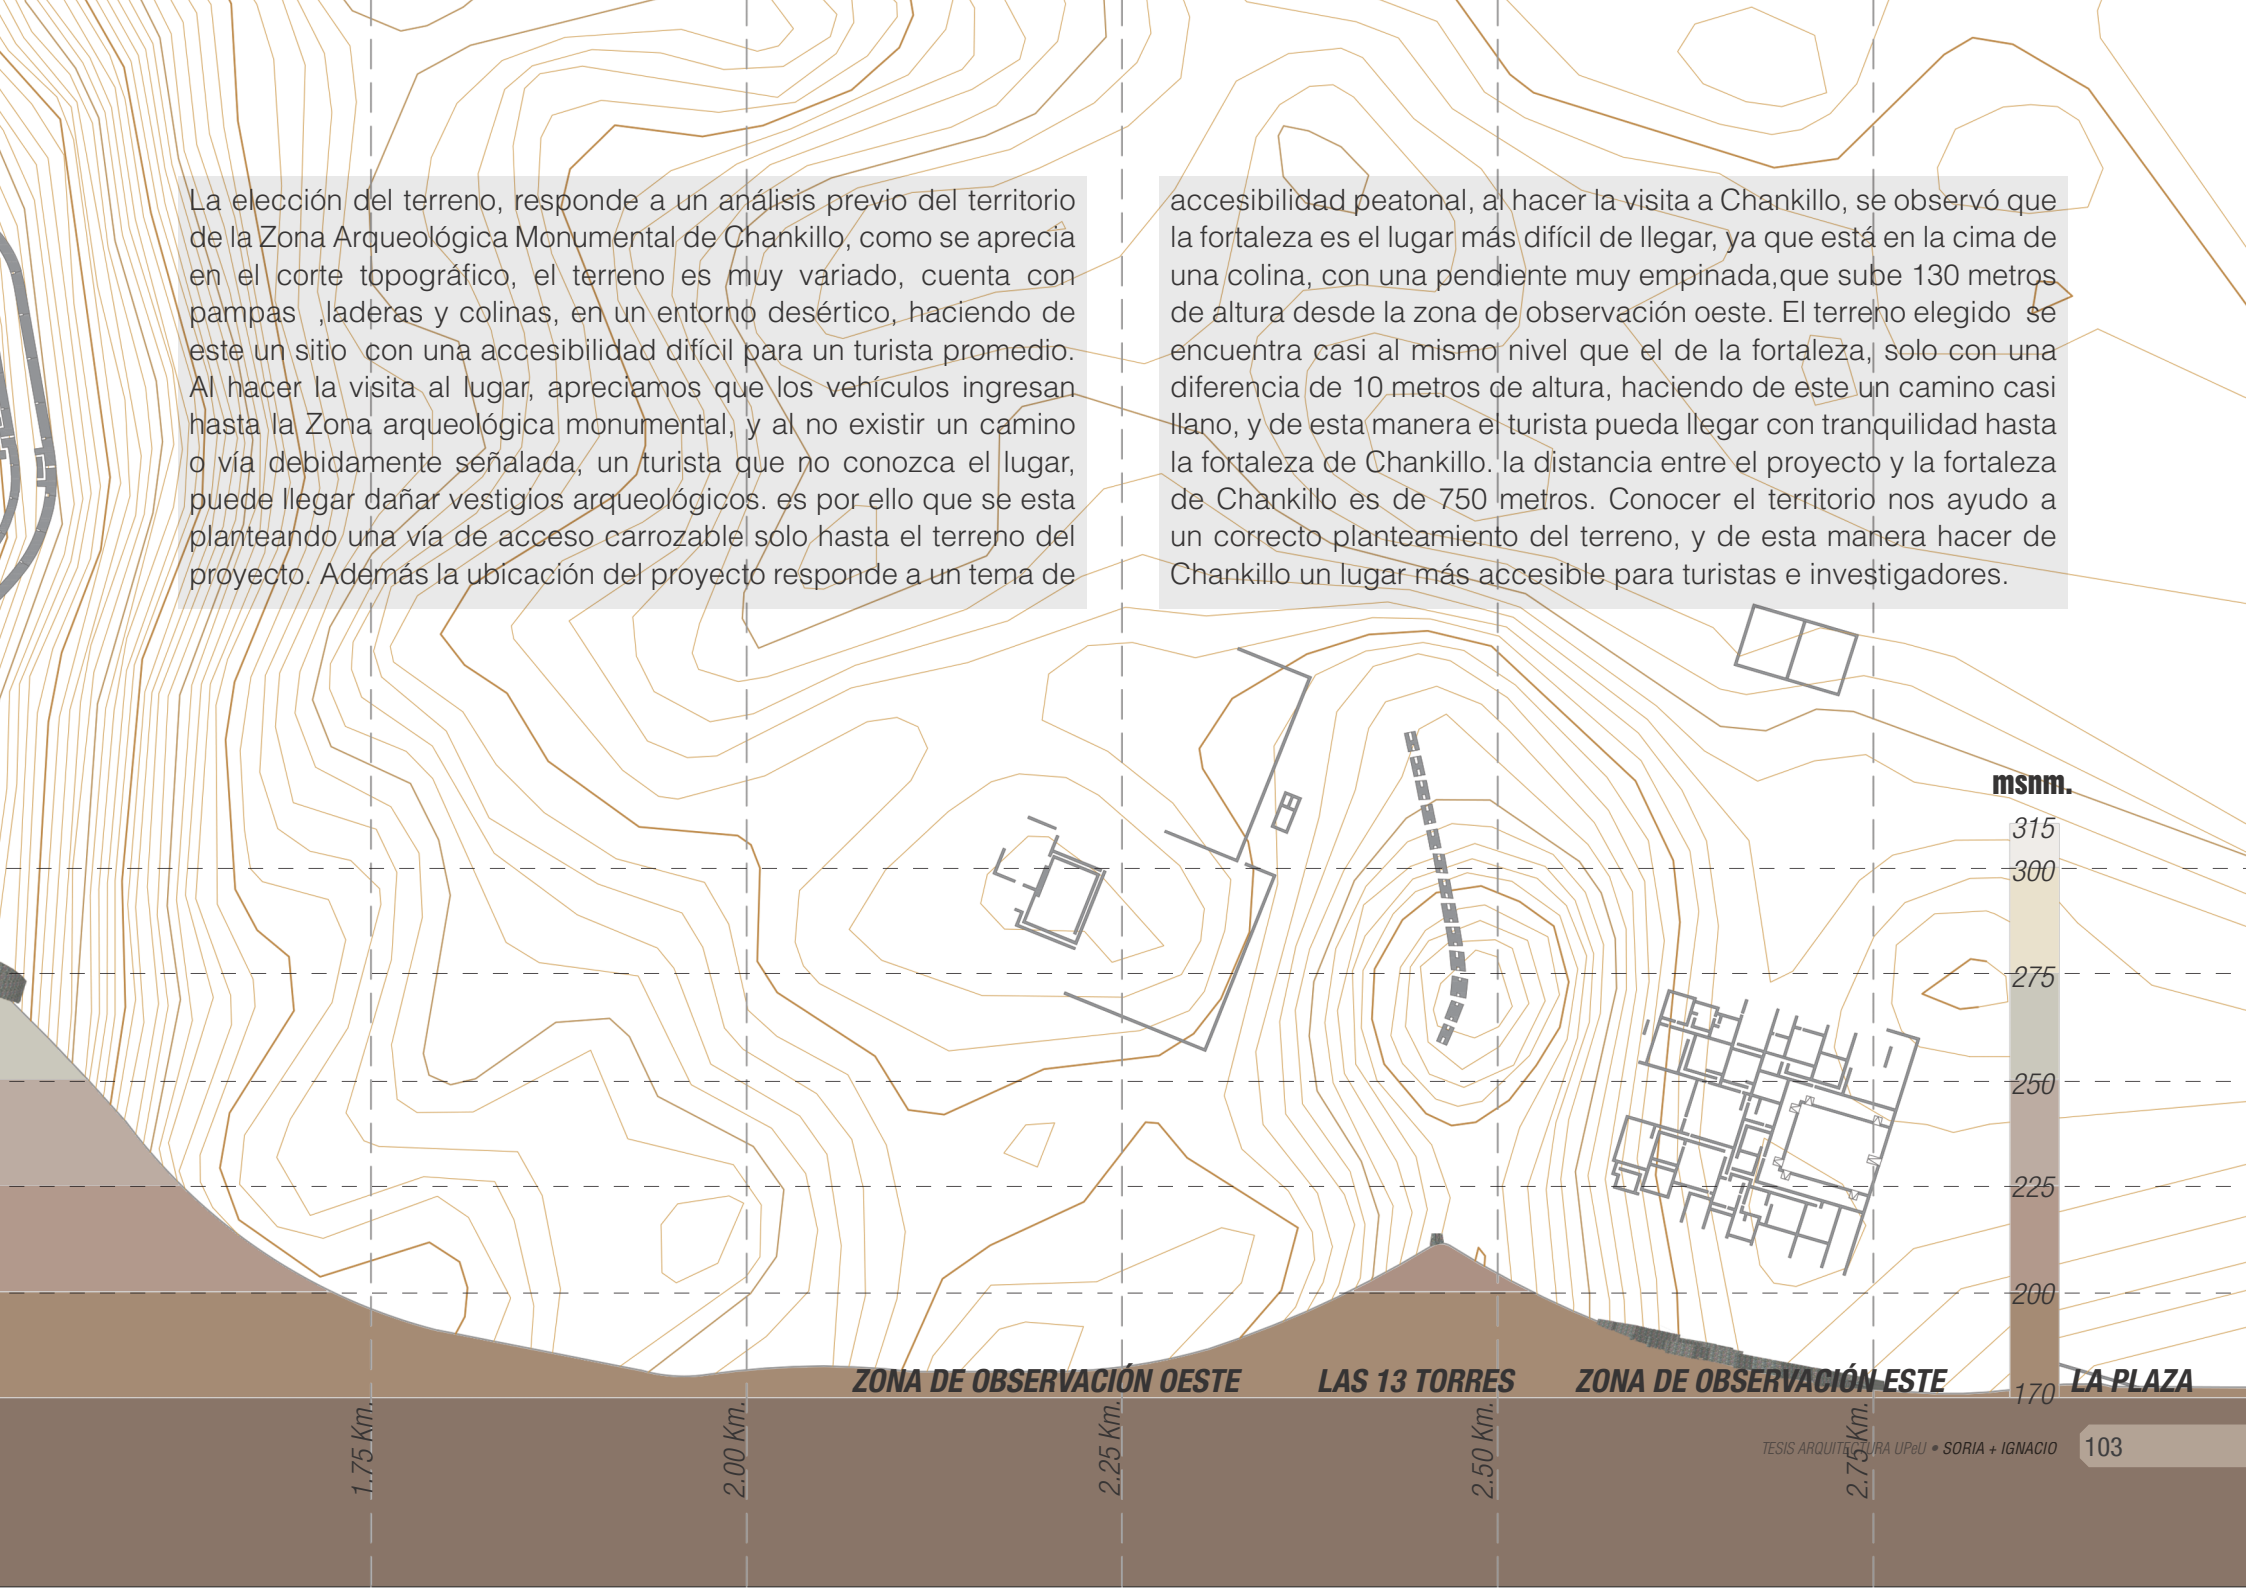 La elección del terreno, responde a un análisis previo del territorio
de la Zona Arqueológica Monumental de Chankillo, como se aprecia
en el corte topográfico, el terreno es muy variado, cuenta con
pampas ,laderas y colinas, en un entorno desértico, haciendo de
este un sitio con una accesibilidad difícil para un turista promedio.
Al hacer la visita al lugar, apreciamos que los vehículos ingresan
hasta la Zona arqueológica monumental, y al no existir un camino
o vía debidamente señalada, un turista que no conozca el lugar,
puede llegar dañar vestigios arqueológicos. es por ello que se esta
planteando una vía de acceso carrozable solo hasta el terreno del
proyecto. Además la ubicación del proyecto responde a un tema de
accesibilidad peatonal, al hacer la visita a Chankillo, se observó que
la fortaleza es el lugar más difícil de llegar, ya que está en la cima de
una colina, con una pendiente muy empinada,que sube 130 metros
de altura desde la zona de observación oeste. El terreno elegido se
encuentra casi al mismo nivel que el de la fortaleza, solo con una
diferencia de 10 metros de altura, haciendo de este un camino casi
llano, y de esta manera el turista pueda llegar con tranquilidad hasta
la fortaleza de Chankillo. la distancia entre el proyecto y la fortaleza
de Chankillo es de 750 metros. Conocer el territorio nos ayudo a
un correcto planteamiento del terreno, y de esta manera hacer de
Chankillo un lugar más accesible para turistas e investigadores.
msnm.
315
300
275
250
225
200
170
ZONA DE OBSERVACIÓN OESTE
LAS 13 TORRES
ZONA DE OBSERVACIÓN ESTE
LA PLAZA
1.75 Km.
2.00 Km.
2.25 Km.
2.50 Km.
2.75 Km.
TESIS ARQUITECTURA UPeU • SORIA + IGNACIO
103